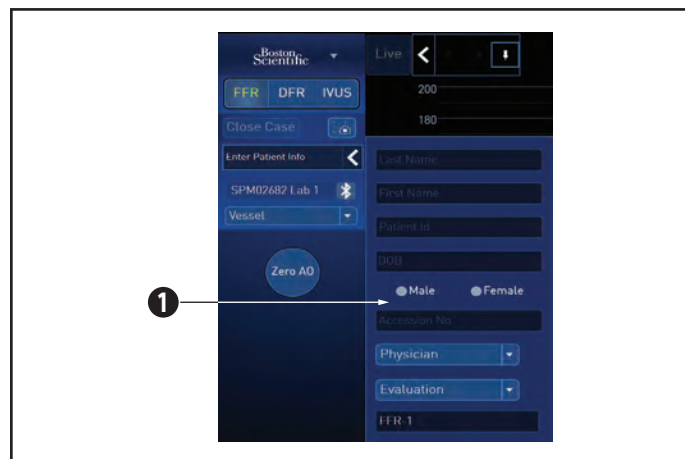 Boston
Scientific
Live
FFR DFR IVUS
200
180
Close Case
Enter Patient Info
Last Name
First Name
SPM02682 Lab 1
Vessel
Patient Id
DOB
Zero AO
Male Female
1
Accession No
Physician
Evaluation
FFR-1